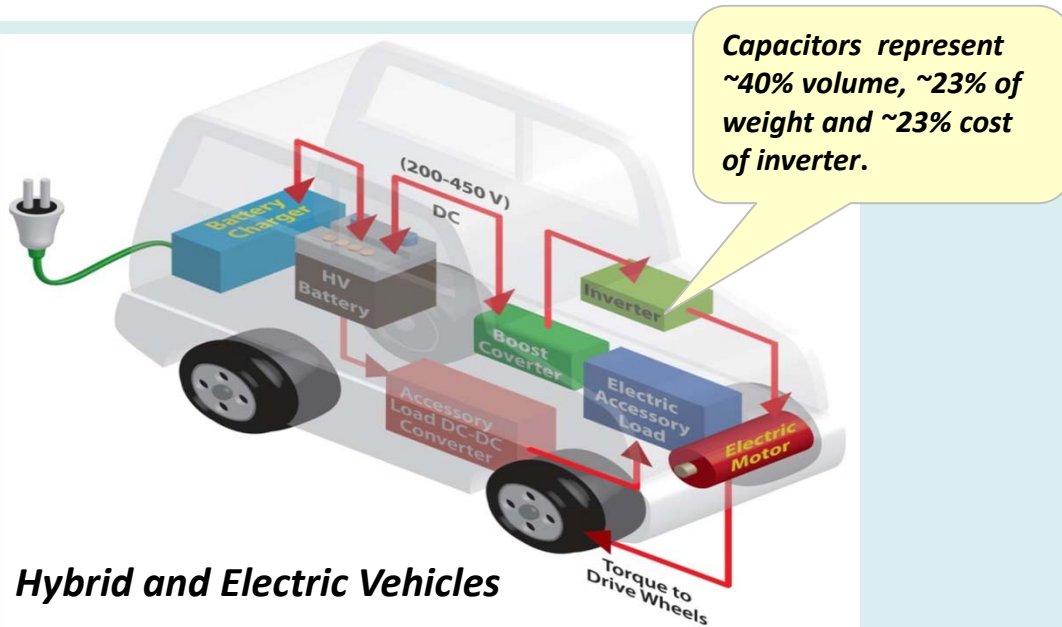 Capacitors represent
~40% volume, ~23% of
weight and ~23% cost
of inverter.
(200-450 V)
DC
Battery
Charger
HV
Battery
Inverter
Boost
Coverter
Electric
Accessory
Load
Accessory
Load DC-DC
Converter
Electric
Motor
Torque to
Drive Wheels
Hybrid and Electric Vehicles